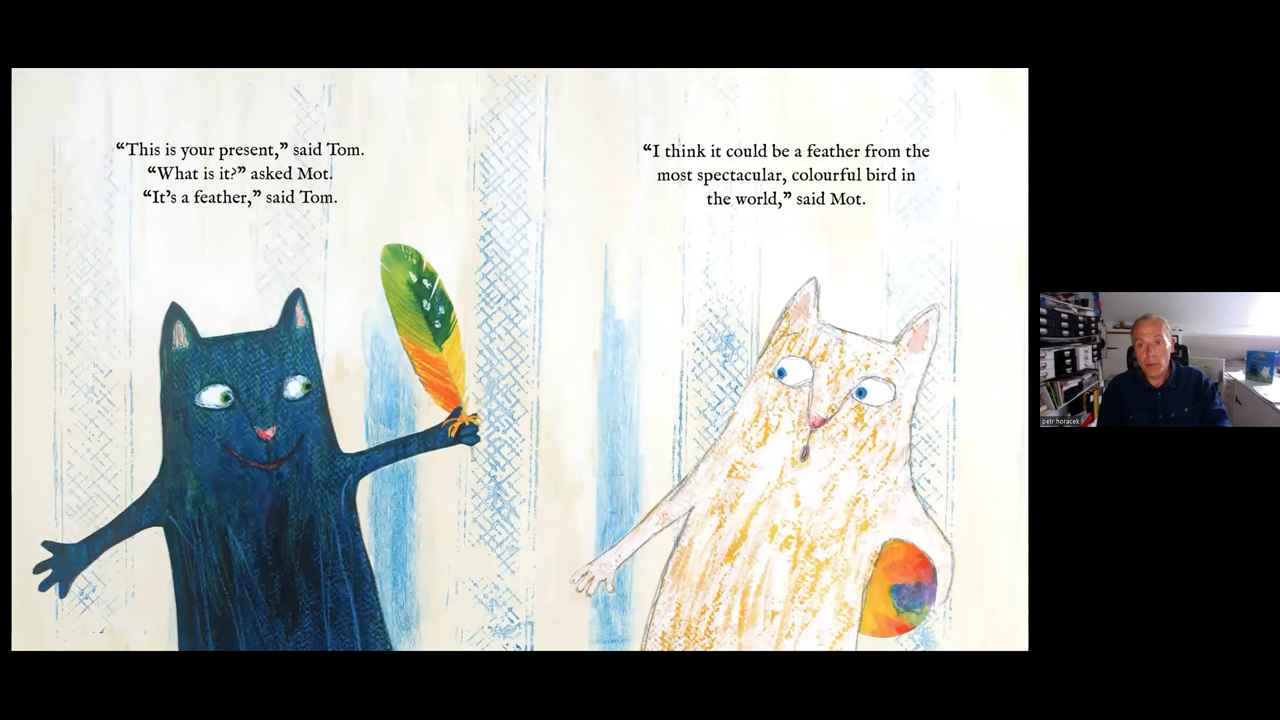 “This is your present,” said Tom.
“What is it?” asked Mot.
“It’s a feather,” said Tom.
“I think it could be a feather from the
most spectacular, colourful bird in
the world,” said Mot.
petr horacek